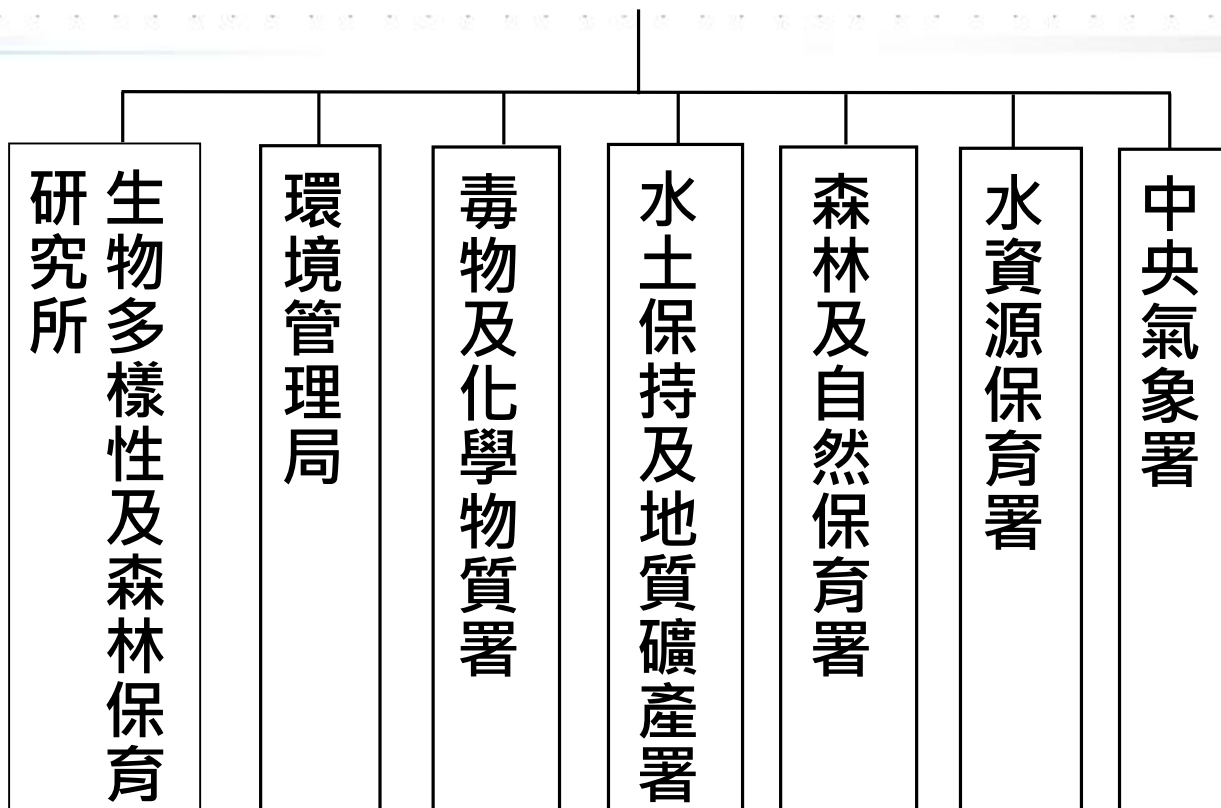 中央氣象署
水資源保育署
森林及自然保育署
水土保持及地質礦產署
毒物及化學物質署
環境管理局
生物多樣性及森林保育
研究所